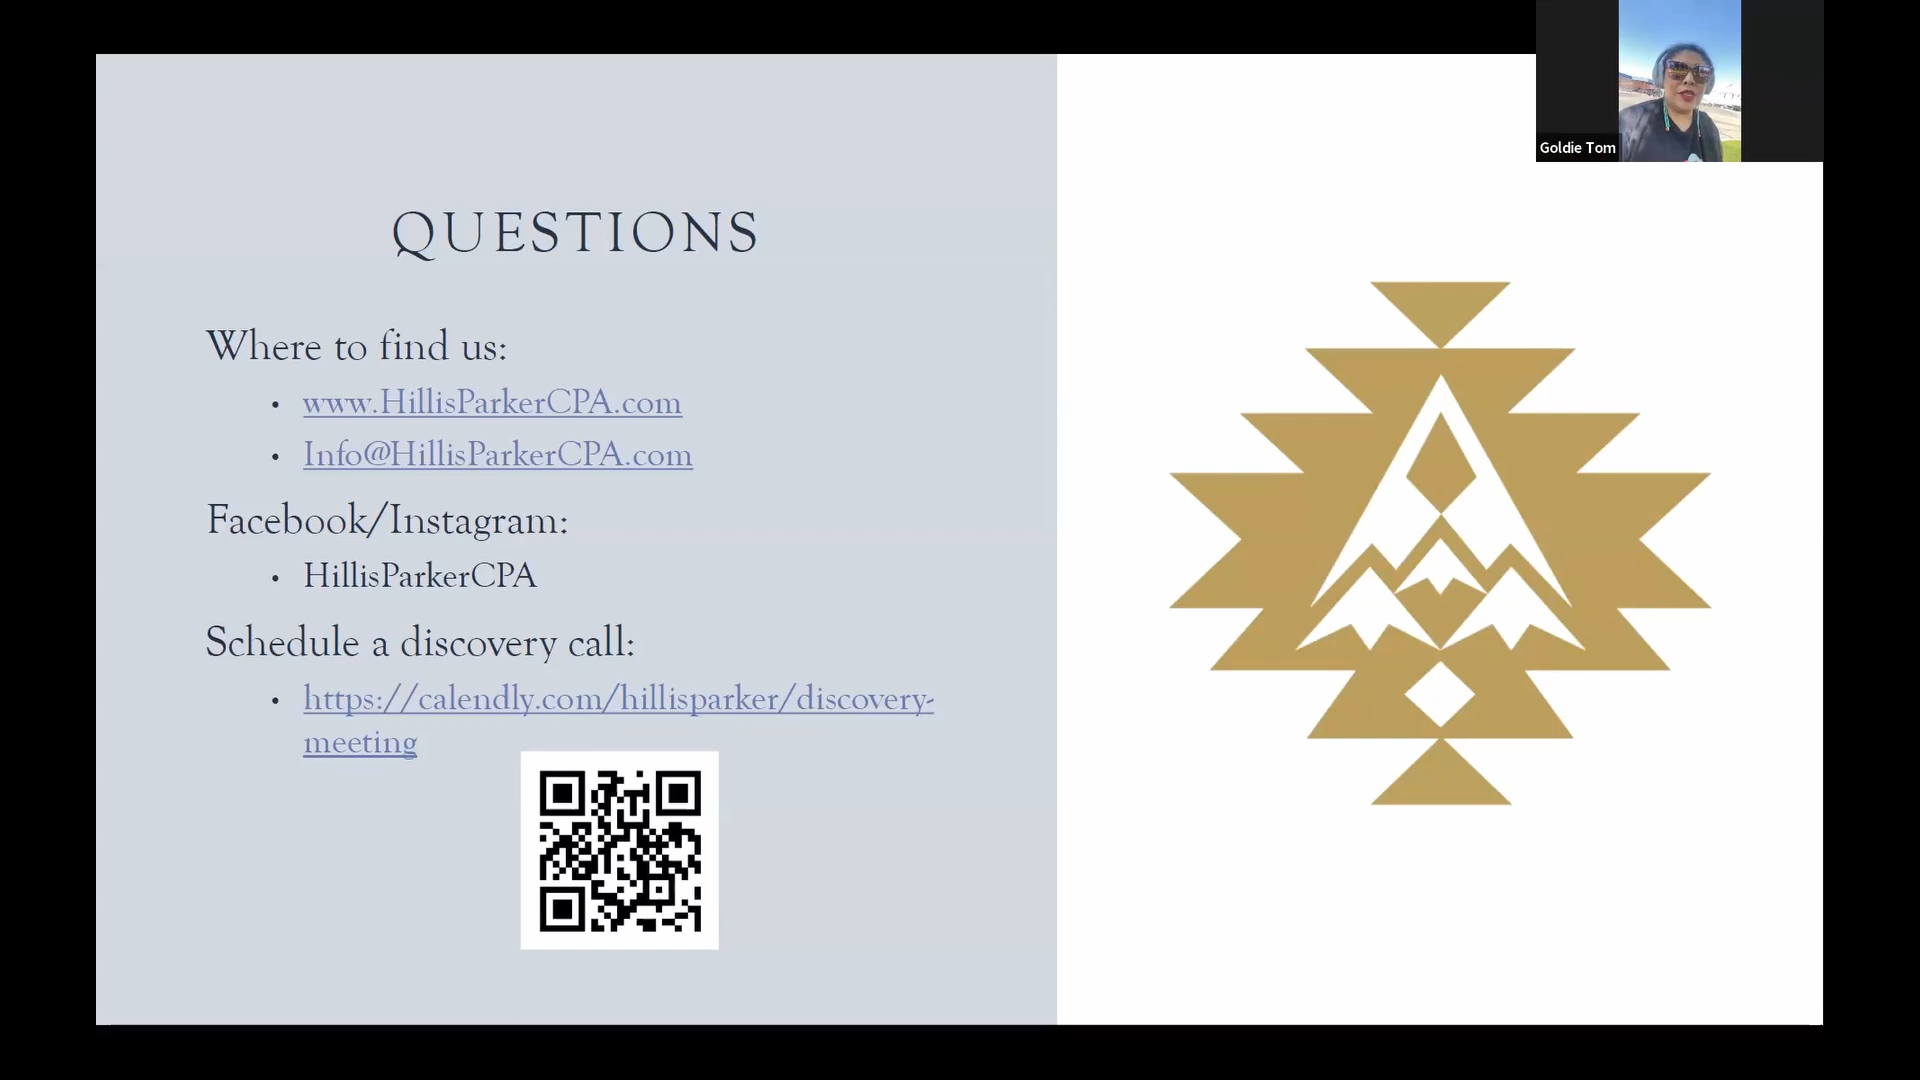 Goldie Tom
QUESTIONS
Where to find us:
• www.HillisParkerCPA.com
• Info@HillisParkerCPA.com
Facebook/Instagram:
• HillisParkerCPA
Schedule a discovery call:
• https://calendly.com/hillisparker/discovery-
meeting